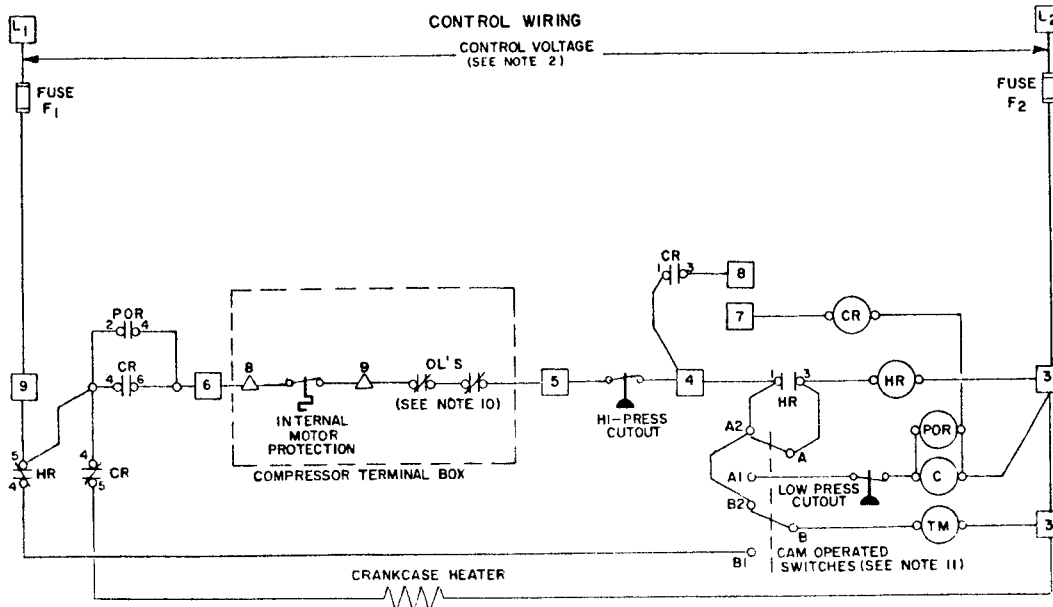 CONTROL WIRING
L1
L2
CONTROL VOLTAGE
(SEE NOTE 2)
FUSE
F1
FUSE
F2
CR
1
3
8
POR
2
4
7
CR
CR
4
6
9
6
8
9
OL'S
(SEE NOTE 10)
5
4
1
3
HR
HR
3
INTERNAL
MOTOR
PROTECTION
HI-PRESS
CUTOUT
A2
A
POR
COMPRESSOR TERMINAL BOX
5
HR
4
4
CR
5
A1
LOW PRESS
CUTOUT
C
B2
B
TM
3
B1
CAM OPERATED
SWITCHES (SEE NOTE 11)
CRANKCASE HEATER